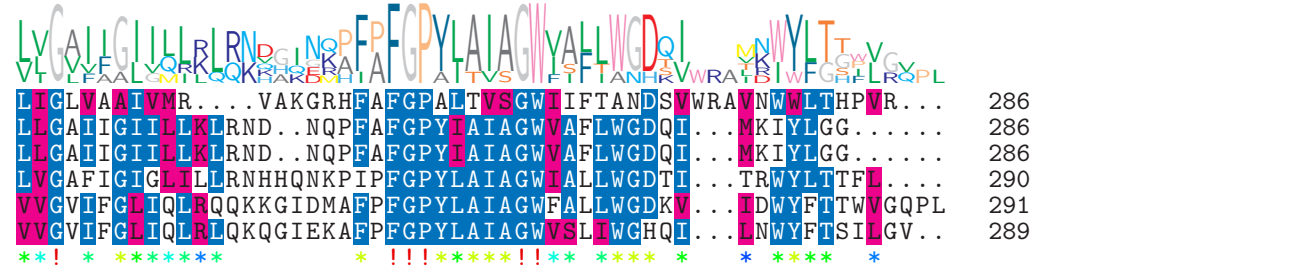 LIGLVAAIVMR....VAKGRHFAFGPALTVSGWIIFTANDSVWRAVNWWLTHPVR... 286
LLGAIIGIILLKLRND..NQPFAFGPYIAIAGWVAFLWGDQI...MKIYLGG...... 286
LLGAIIGIILLKLRND..NQPFAFGPYIAIAGWVAFLWGDQI...MKIYLGG...... 286
LVGAFIGIGLILLRNHHQNKPIPFGPYLAIAGWIALLWGDTI...TRWYLTTFL.... 290
VVGVIFGLIQLRQQKKGIDMAFPFGPYLAIAGWFALLWGDKV...IDWYFTTWVGQPL 291
VVGVIFGLIQLRLQKQGIEKAFPFGPYLAIAGWVSLIWGHQI...LNWYFTSILGV.. 289
**! * ******** * !!!*****!!** **** * * **** *